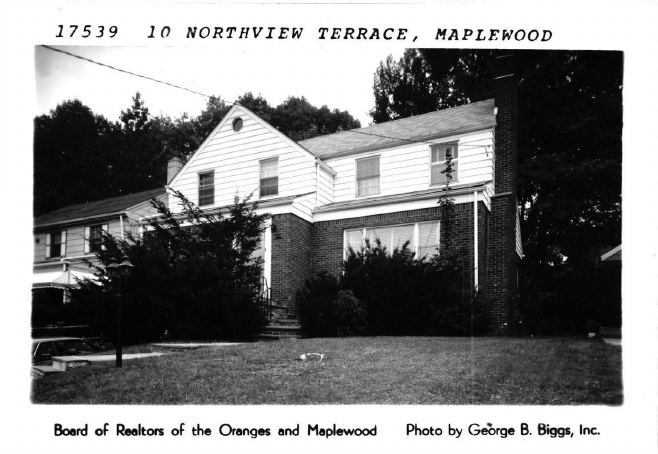 17539 10 NORTHVIEW TERRACE, MAPLEWOOD
Board of Realtors of the Oranges and Maplewood Photo by George B. Biggs, Inc.